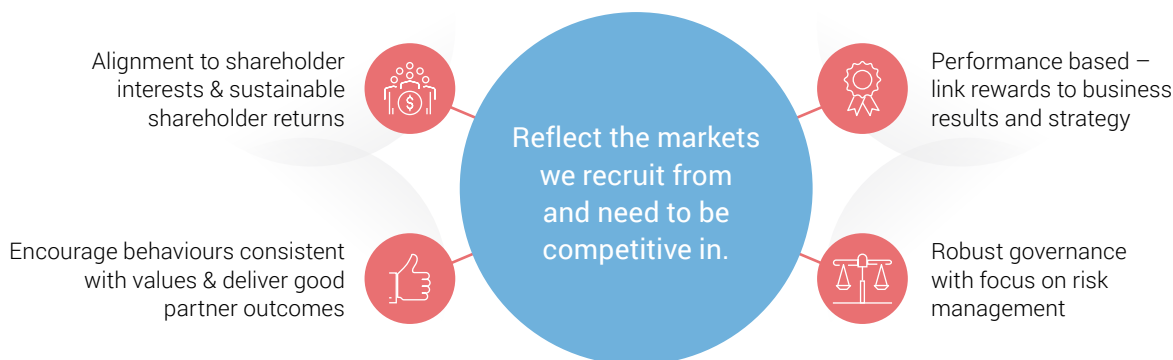 Alignment to shareholder
interests & sustainable
shareholder returns
Encourage behaviours consistent
with values & deliver good
partner outcomes
Reflect the markets
we recruit from
and need to be
competitive in.
Performance based –
link rewards to business
results and strategy
Robust governance
with focus on risk
management
$